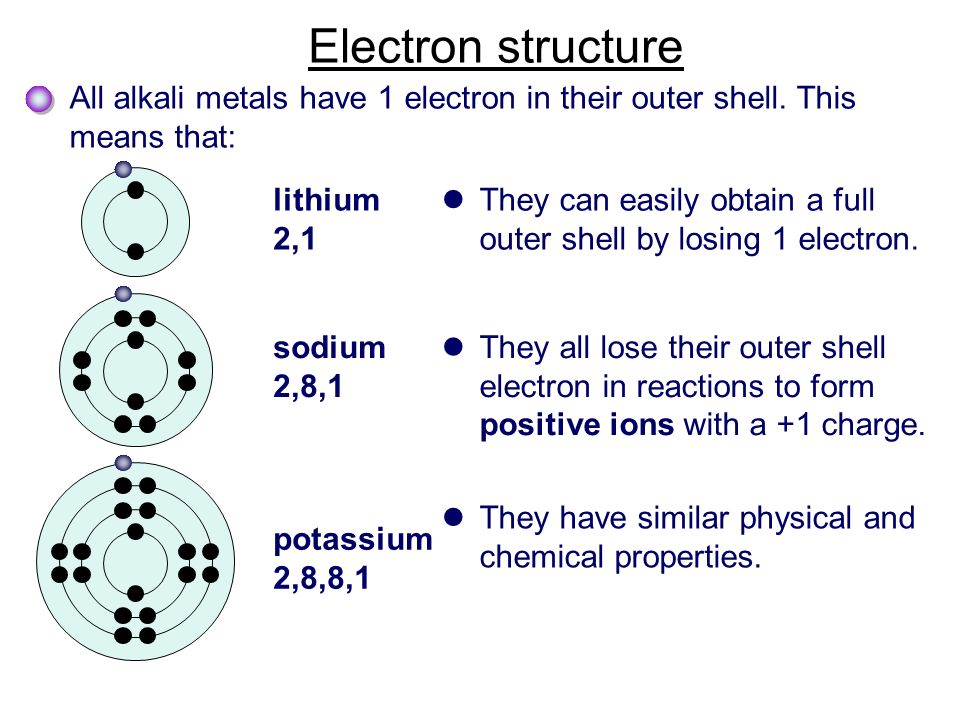 Electron structure
All alkali metals have 1 electron in their outer shell. This
means that:
lithium
2,1
They can easily obtain a full
outer shell by losing 1 electron.
sodium
2,8,1
They all lose their outer shell
electron in reactions to form
positive ions with a +1 charge.
potassium
2,8,8,1
They have similar physical and
chemical properties.